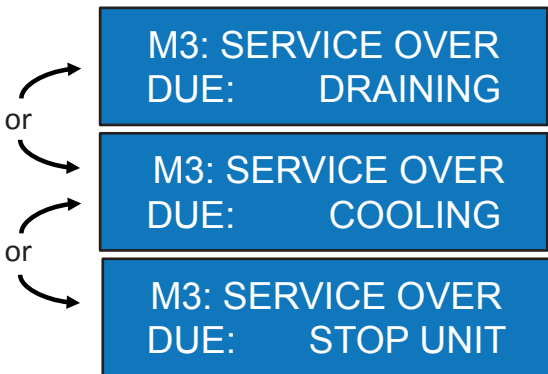 M3: SERVICE OVER
DUE: DRAINING
or
M3: SERVICE OVER
DUE: COOLING
or
M3: SERVICE OVER
DUE: STOP UNIT